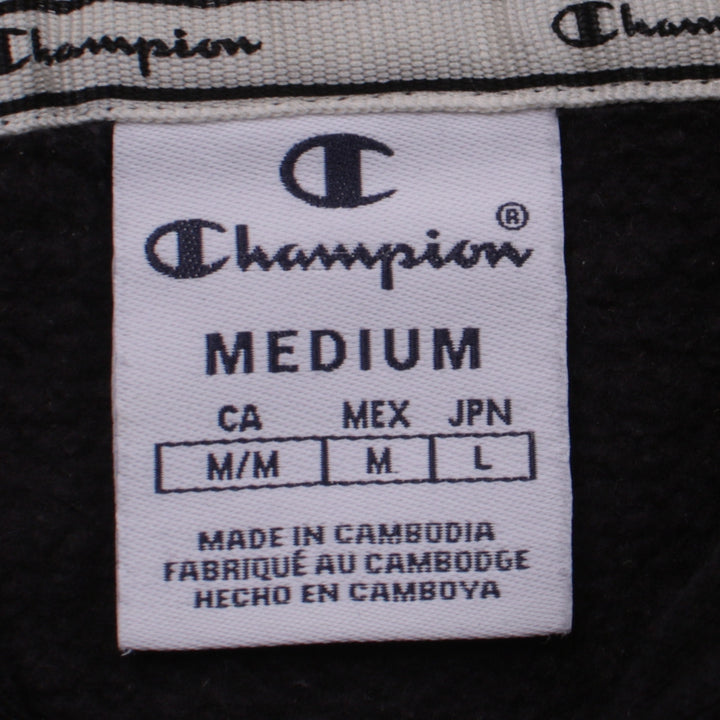 Champion Champion
Champion®
MEDIUM
CA MEX JPN
M/M M L
MADE IN CAMBODIA
FABRIQUÉ AU CAMBODGE
HECHO EN CAMBOYA